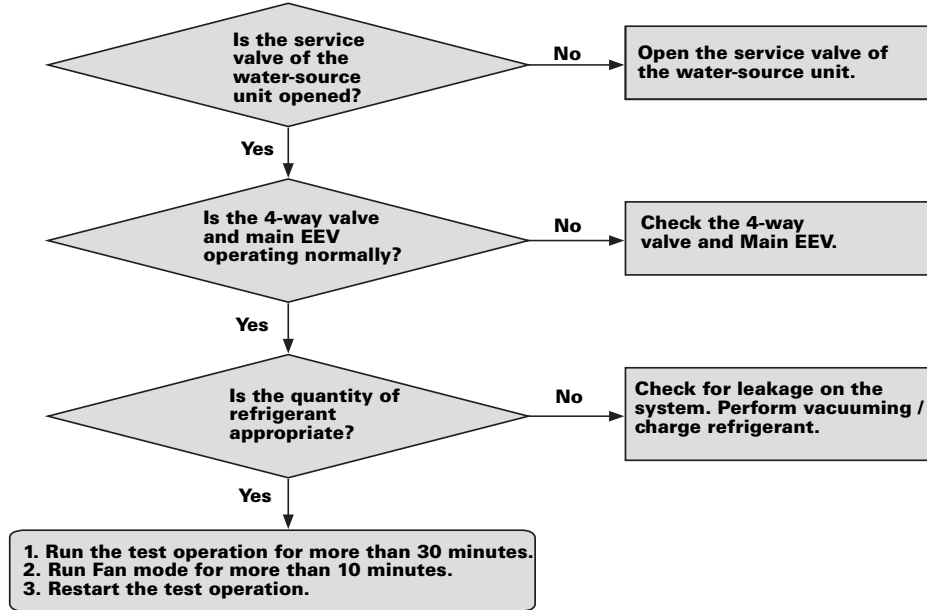 Is the service
valve of the
water-source
unit opened?
No
Open the service valve of
the water-source unit.
Yes
Is the 4-way valve
and main EEV
operating normally?
No
Check the 4-way
valve and Main EEV.
Yes
Is the quantity of
refrigerant
appropriate?
No
Check for leakage on the
system. Perform vacuuming /
charge refrigerant.
Yes
1. Run the test operation for more than 30 minutes.
2. Run Fan mode for more than 10 minutes.
3. Restart the test operation.